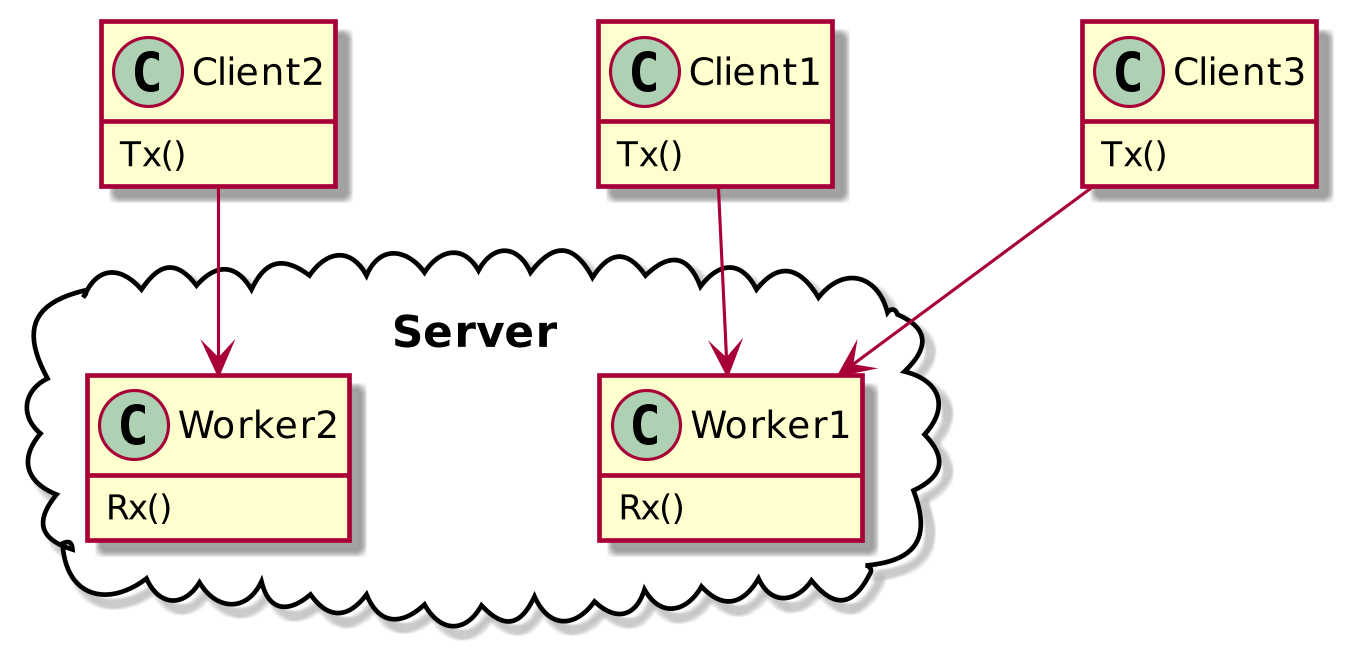 C Client2
Tx()
C Client1
Tx()
C Client3
Tx()
Server
C Worker2
Rx()
C Worker1
Rx()